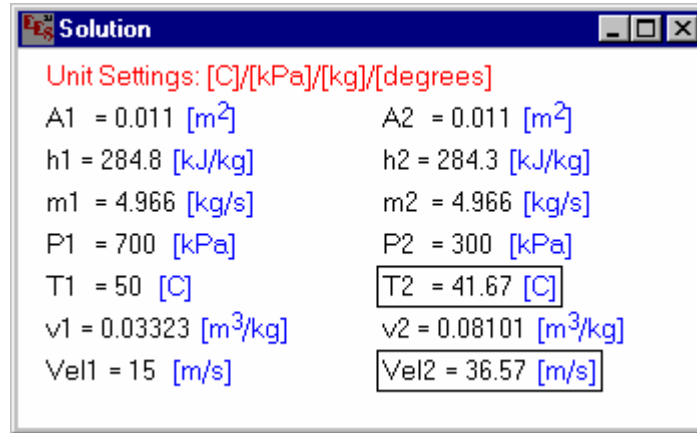 EES Solution
Unit Settings: [C]/[kPa]/[kg]/[degrees]
A1 = 0.011 [m²] A2 = 0.011 [m²]
h1 = 284.8 [kJ/kg] h2 = 284.3 [kJ/kg]
m1 = 4.966 [kg/s] m2 = 4.966 [kg/s]
P1 = 700 [kPa] P2 = 300 [kPa]
T1 = 50 [C] T2 = 41.67 [C]
v1 = 0.03323 [m³/kg] v2 = 0.08101 [m³/kg]
Vel1 = 15 [m/s] Vel2 = 36.57 [m/s]